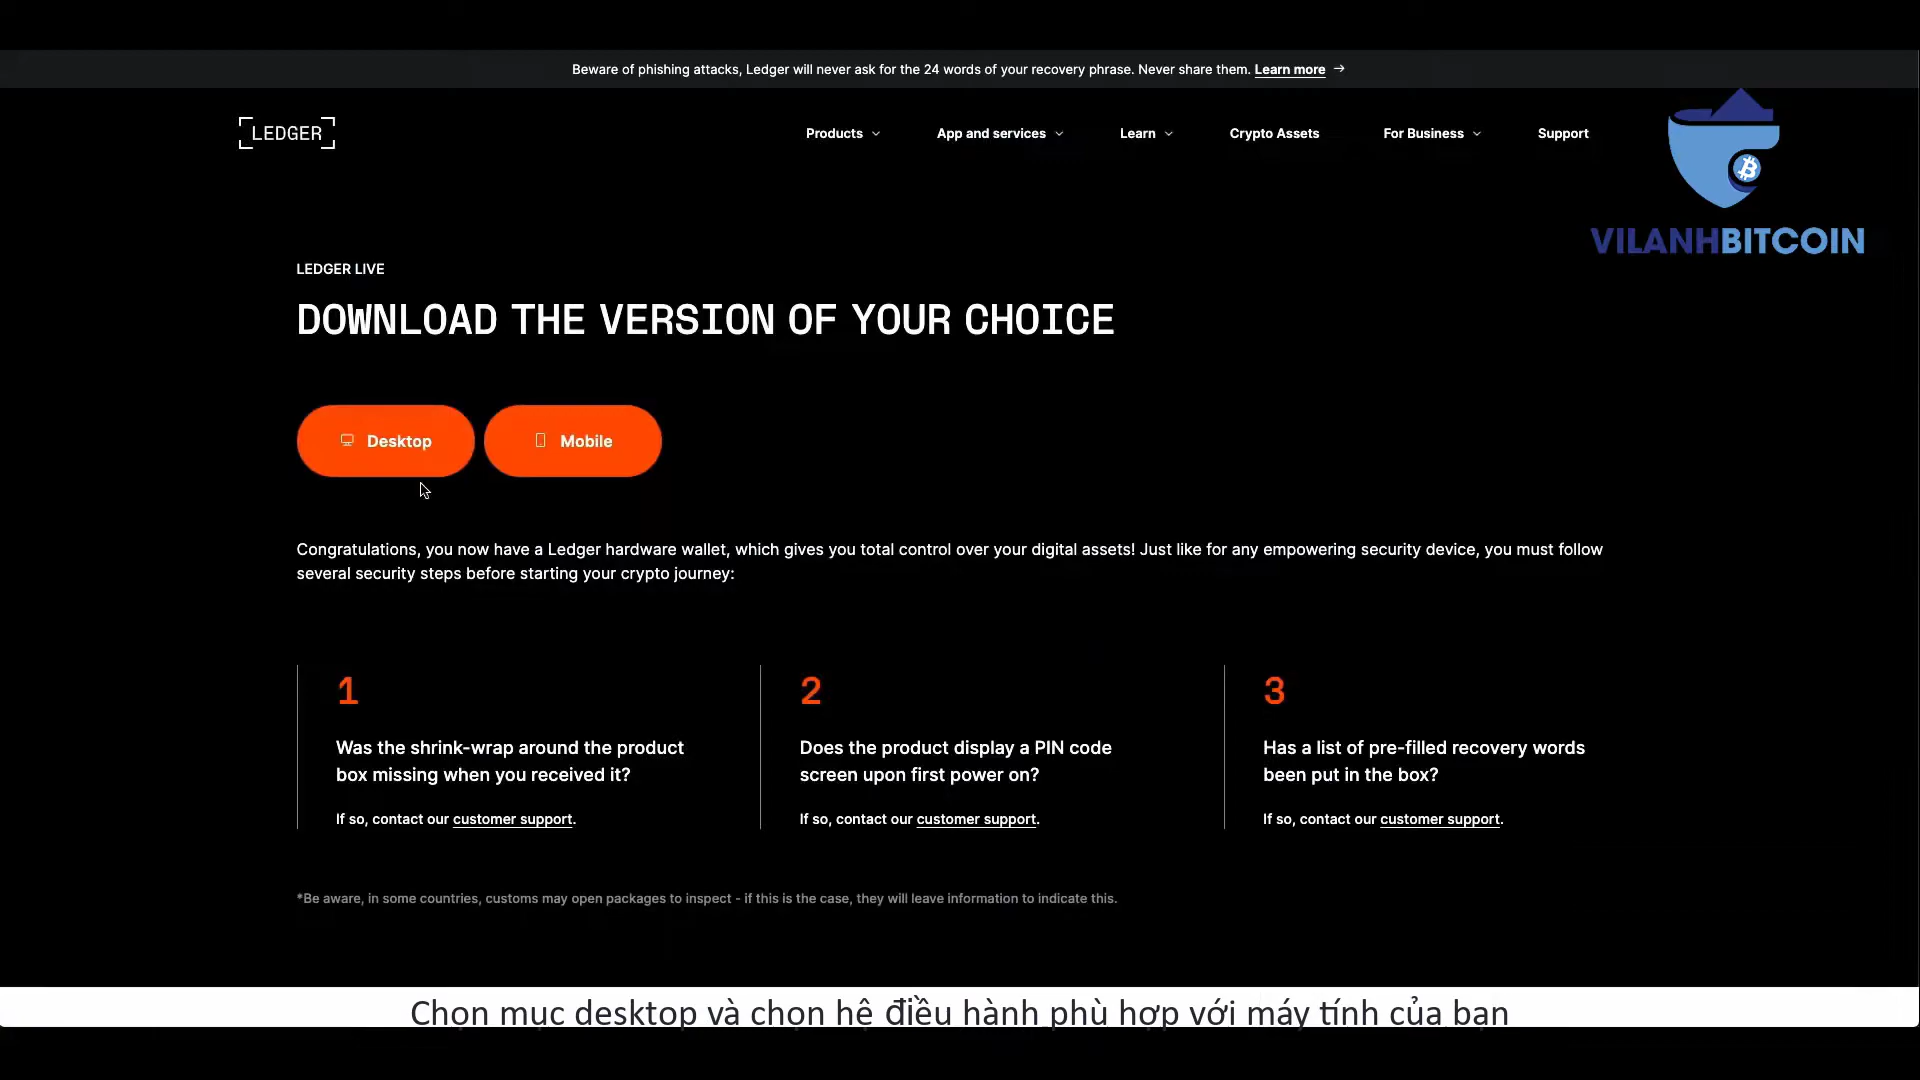 Beware of phishing attacks, Ledger will never ask for the 24 words of your recovery phrase. Never share them. Learn more →
LEDGER
Products
App and services
Learn
Crypto Assets
For Business
Support
VILANHBITCOIN
LEDGER LIVE
DOWNLOAD THE VERSION OF YOUR CHOICE
Desktop
Mobile
Congratulations, you now have a Ledger hardware wallet, which gives you total control over your digital assets! Just like for any empowering security device, you must follow
several security steps before starting your crypto journey:
1
Was the shrink-wrap around the product
box missing when you received it?
If so, contact our customer support.
2
Does the product display a PIN code
screen upon first power on?
If so, contact our customer support.
3
Has a list of pre-filled recovery words
been put in the box?
If so, contact our customer support.
*Be aware, in some countries, customs may open packages to inspect - if this is the case, they will leave information to indicate this.
Chọn mục desktop và chọn hệ điều hành phù hợp với máy tính của bạn